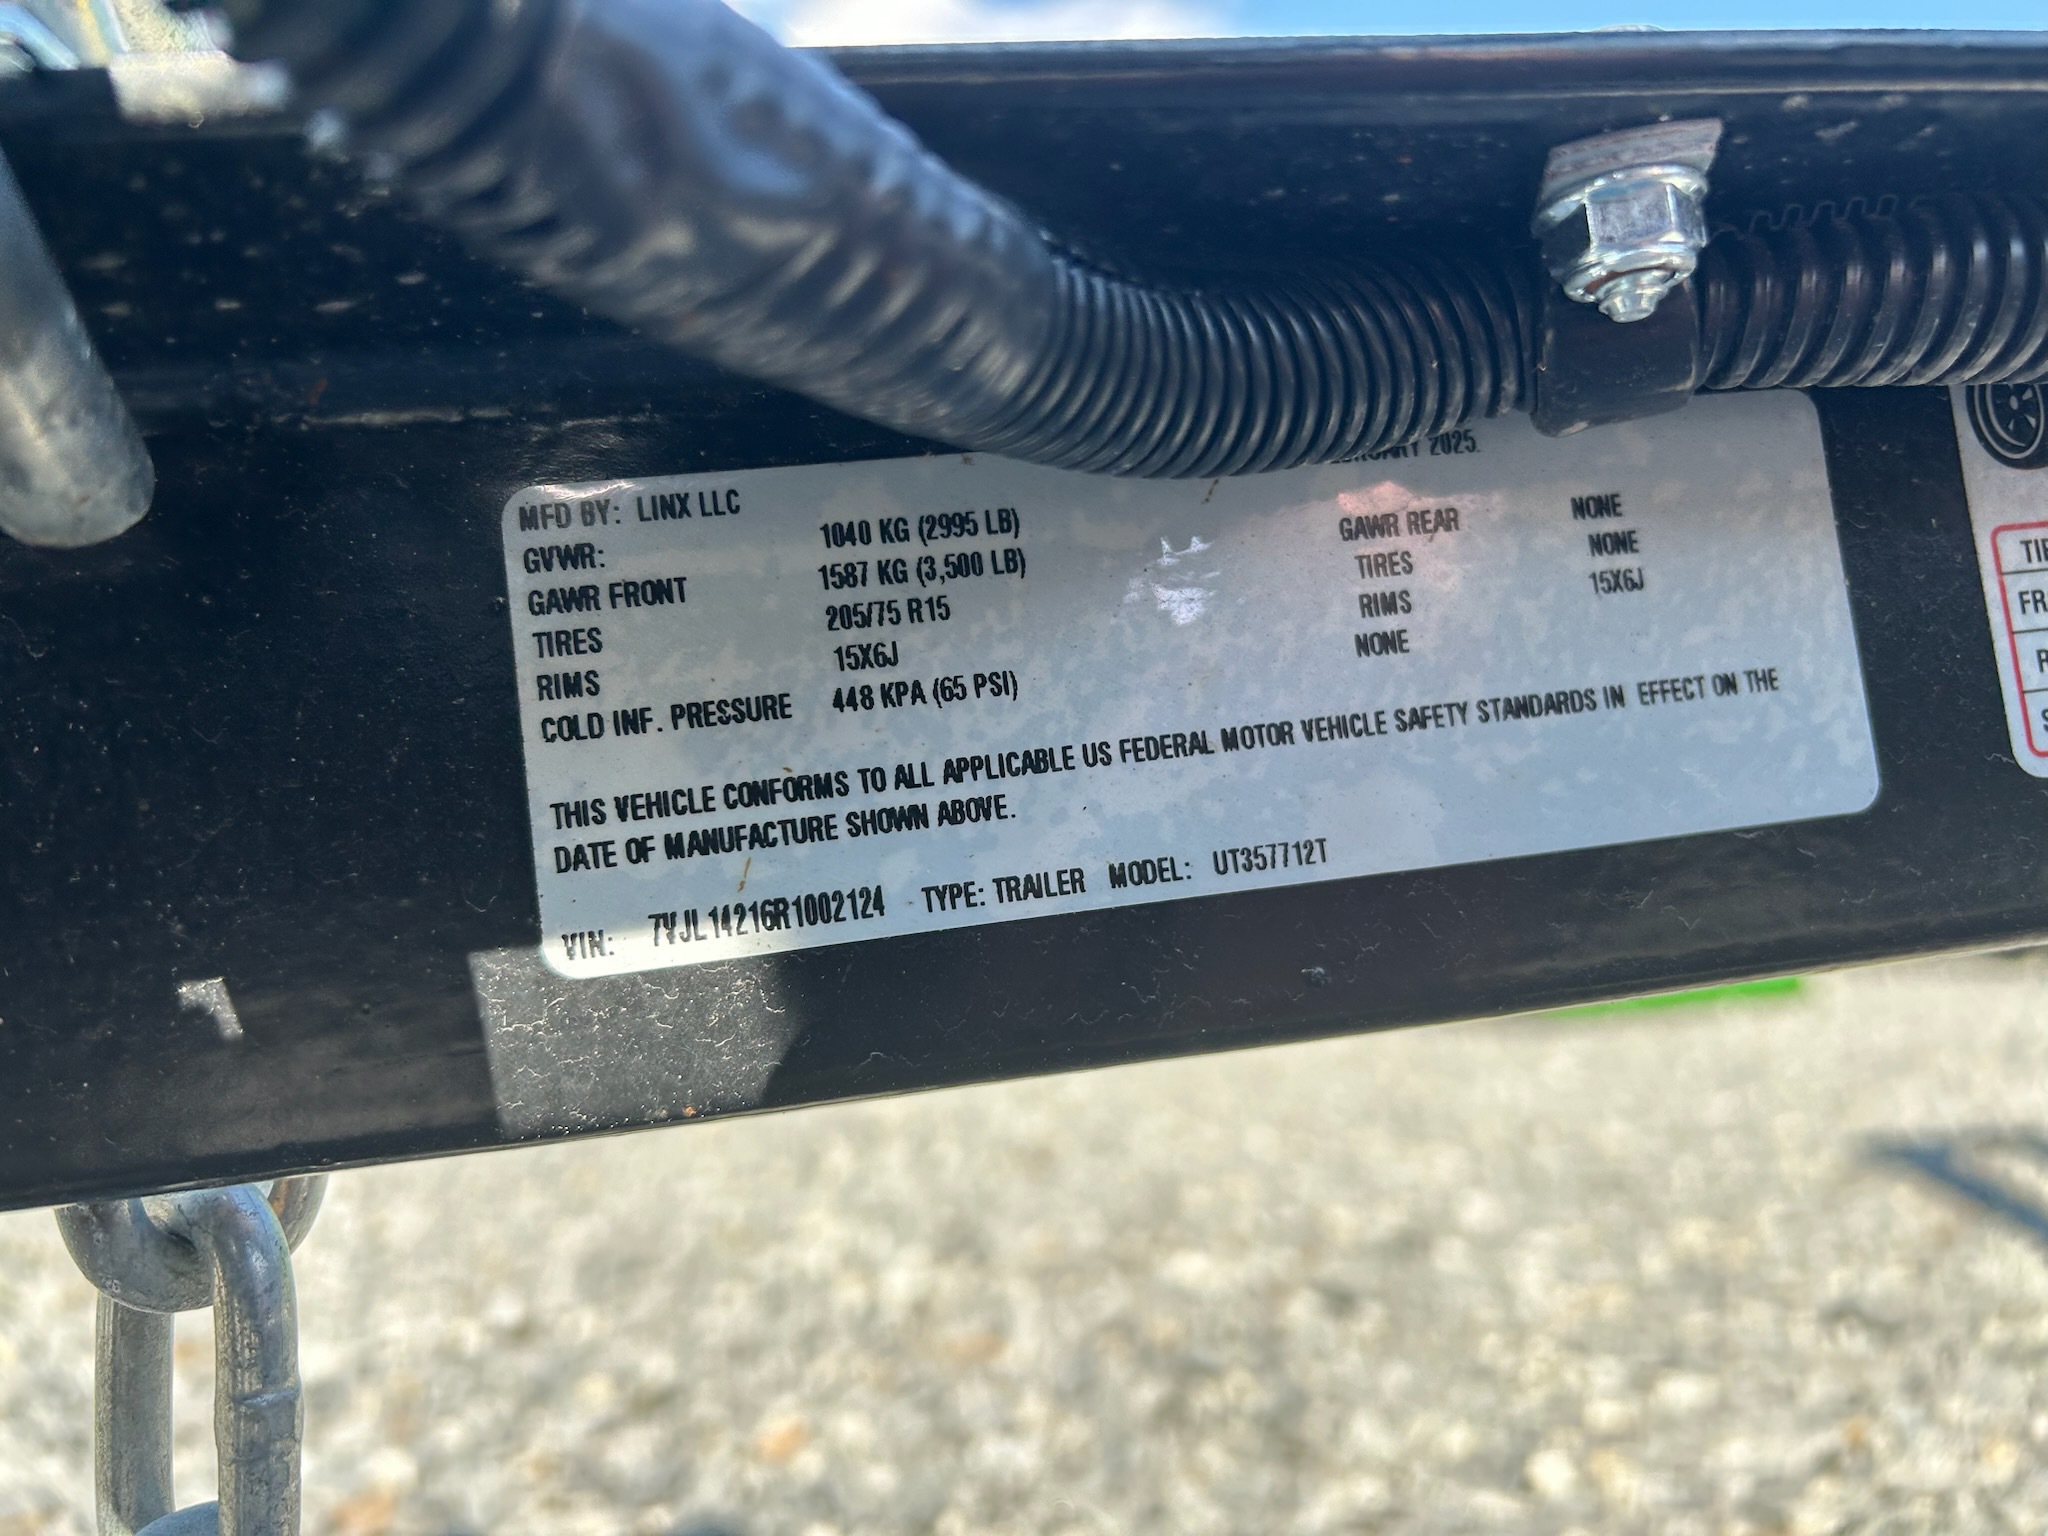 2025.
MFD BY: LINX LLC
GVWR: 1040 KG (2995 LB) GAWR REAR NONE
GAWR FRONT 1587 KG (3,500 LB) TIRES NONE
TIRES 205/75 R15 RIMS 15X6J
RIMS 15X6J NONE
COLD INF. PRESSURE 448 KPA (65 PSI)
THIS VEHICLE CONFORMS TO ALL APPLICABLE US FEDERAL MOTOR VEHICLE SAFETY STANDARDS IN EFFECT ON THE
DATE OF MANUFACTURE SHOWN ABOVE.
VIN: 7VJL14216R1002124 TYPE: TRAILER MODEL: UT357712T